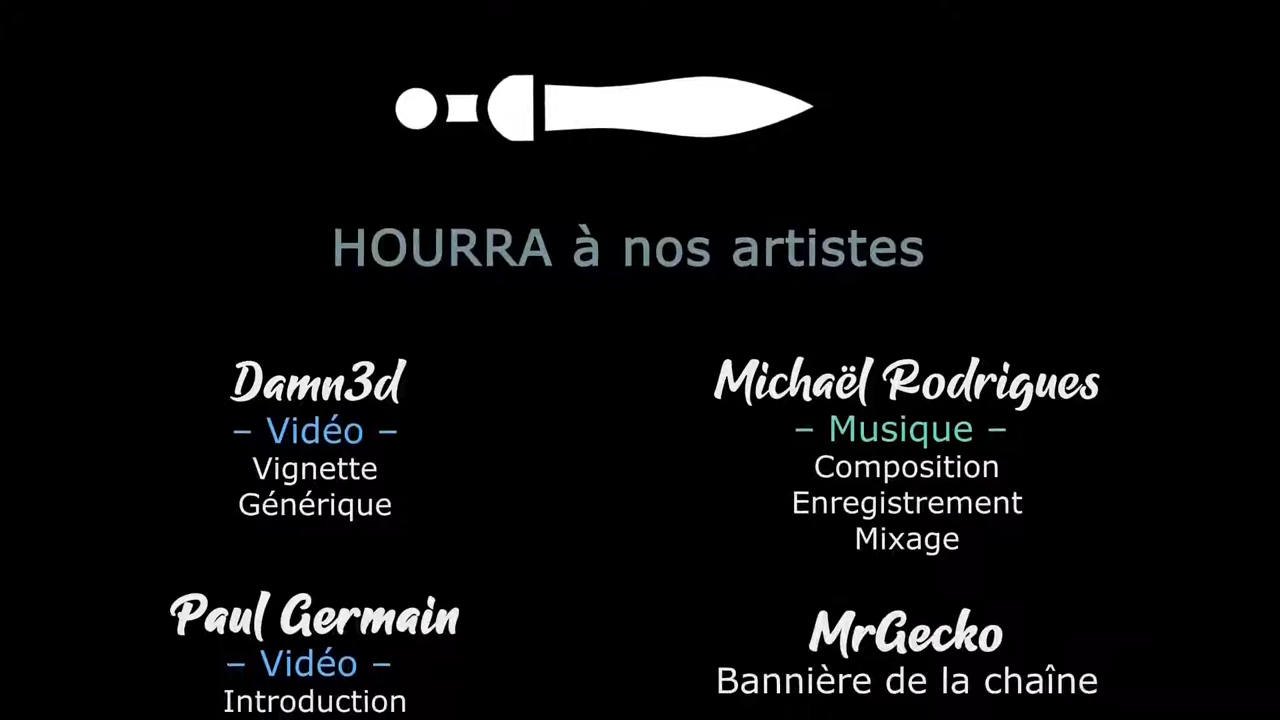 HOURRA à nos artistes
Damn3d
– Vidéo –
Vignette
Générique
Michaël Rodrigues
– Musique –
Composition
Enregistrement
Mixage
Paul Germain
– Vidéo –
Introduction
MrGecko
Bannière de la chaîne